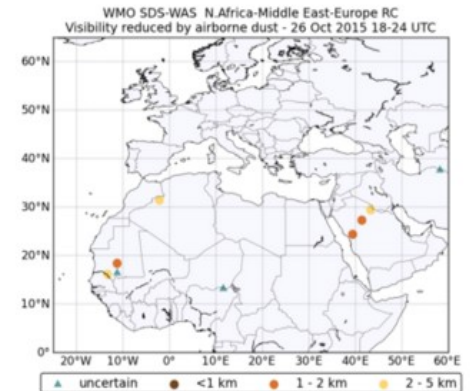 WMO SDS-WAS N.Africa-Middle East-Europe RC
Visibility reduced by airborne dust - 26 Oct 2015 18-24 UTC
60°N
50°N
40°N
30°N
20°N
10°N
0°
20°W 10°W 0° 10°E 20°E 30°E 40°E 50°E 60°E
uncertain <1 km 1 - 2 km 2 - 5 km